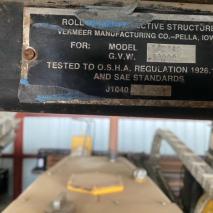 ROLL
ECTIVE STRUCTURE
VERMEER MANUFACTURING CO.–PELLA, IOW
FOR: MODEL
G.V.W.
TESTED TO O.S.H.A. REGULATION 1926.
AND SAE STANDARDS
J1040